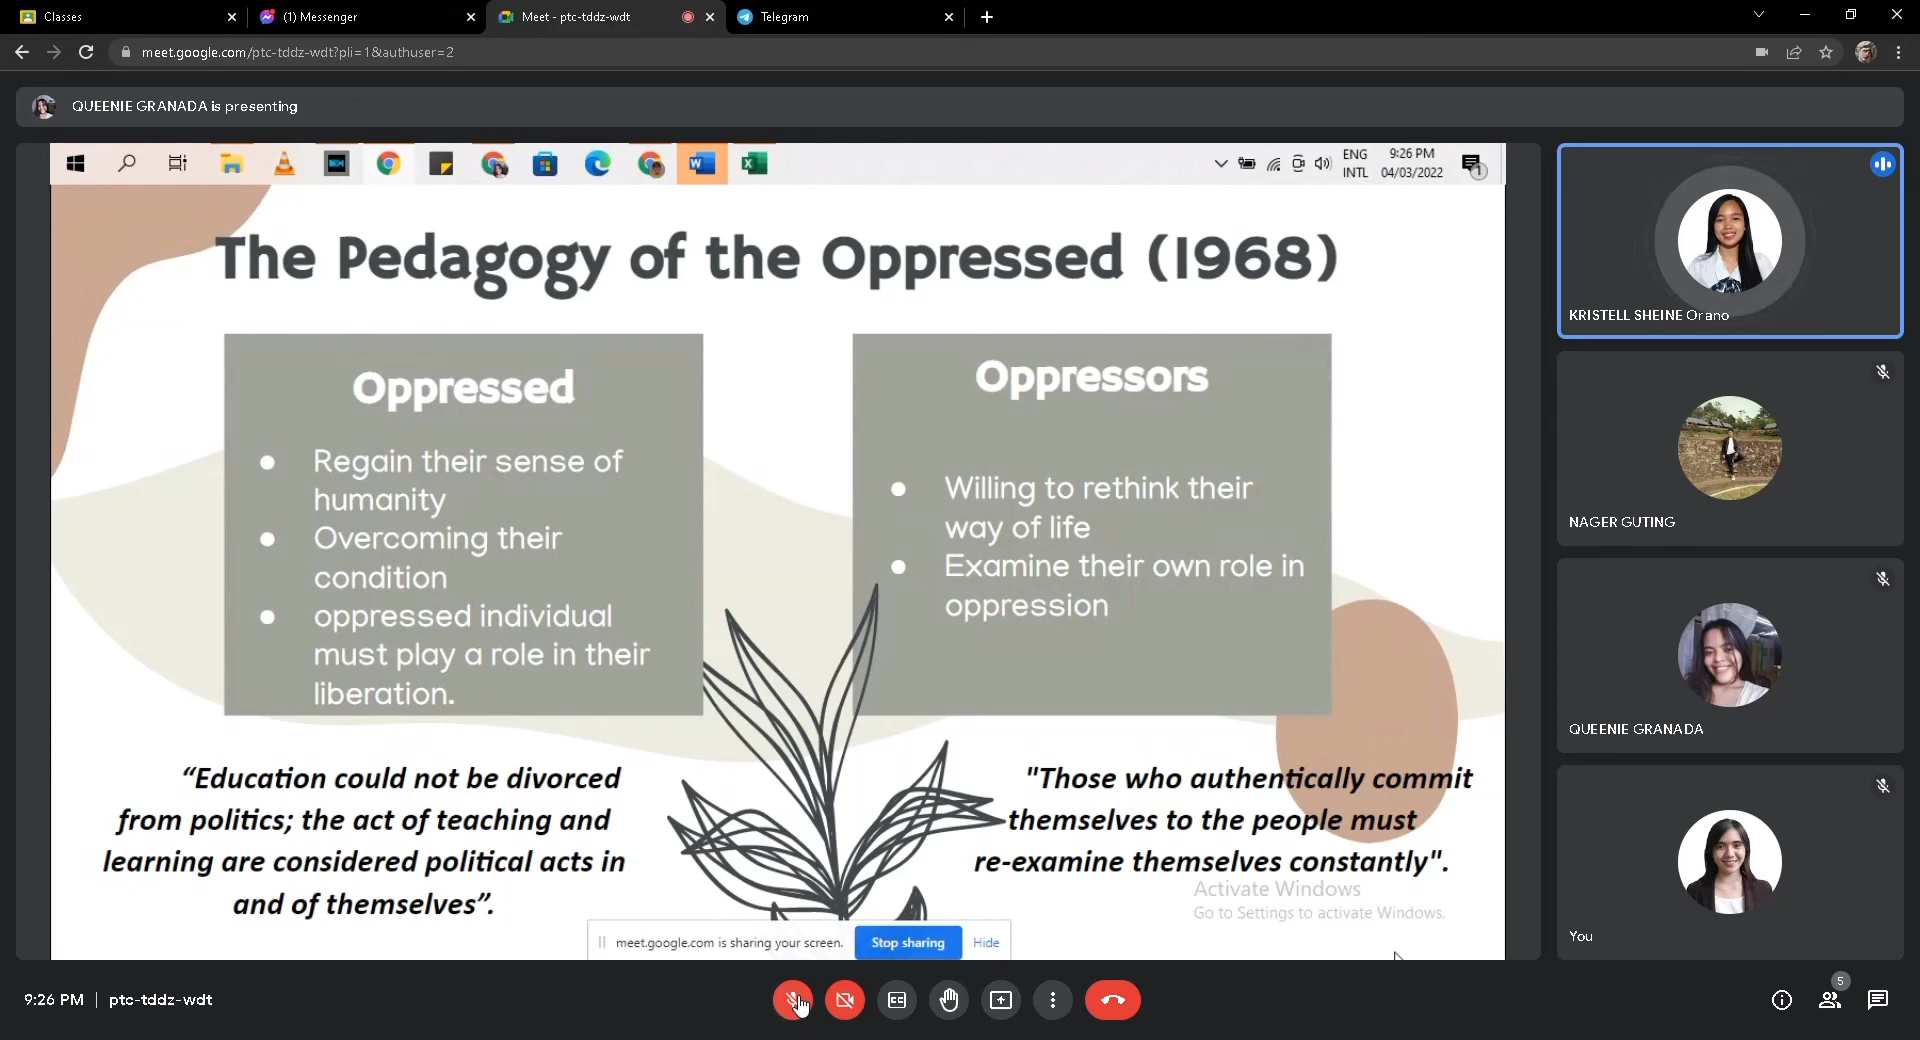 Classes
(1) Messenger
Meet - ptc-tddz-wdt
Telegram
meet.google.com/ptc-tddz-wdt?pli=1&authuser=2
QUEENIE GRANADA is presenting
ENG
INTL
9:26 PM
04/03/2022
1
The Pedagogy of the Oppressed (1968)
Oppressed
● Regain their sense of
humanity
● Overcoming their
condition
● oppressed individual
must play a role in their
liberation.
Oppressors
● Willing to rethink their
way of life
● Examine their own role in
oppression
“Education could not be divorced
from politics; the act of teaching and
learning are considered political acts in
and of themselves”.
"Those who authentically commit
themselves to the people must
re-examine themselves constantly".
Activate Windows
Go to Settings to activate Windows.
meet.google.com is sharing your screen.
Stop sharing
Hide
KRISTELL SHEINE Orano
NAGER GUTING
QUEENIE GRANADA
You
9:26 PM | ptc-tddz-wdt
5